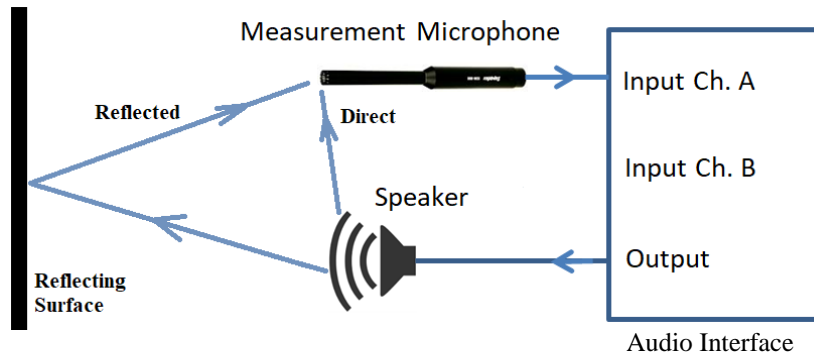 Measurement Microphone
Input Ch. A
Reflected
Direct
Input Ch. B
Speaker
Output
Reflecting
Surface
Audio Interface